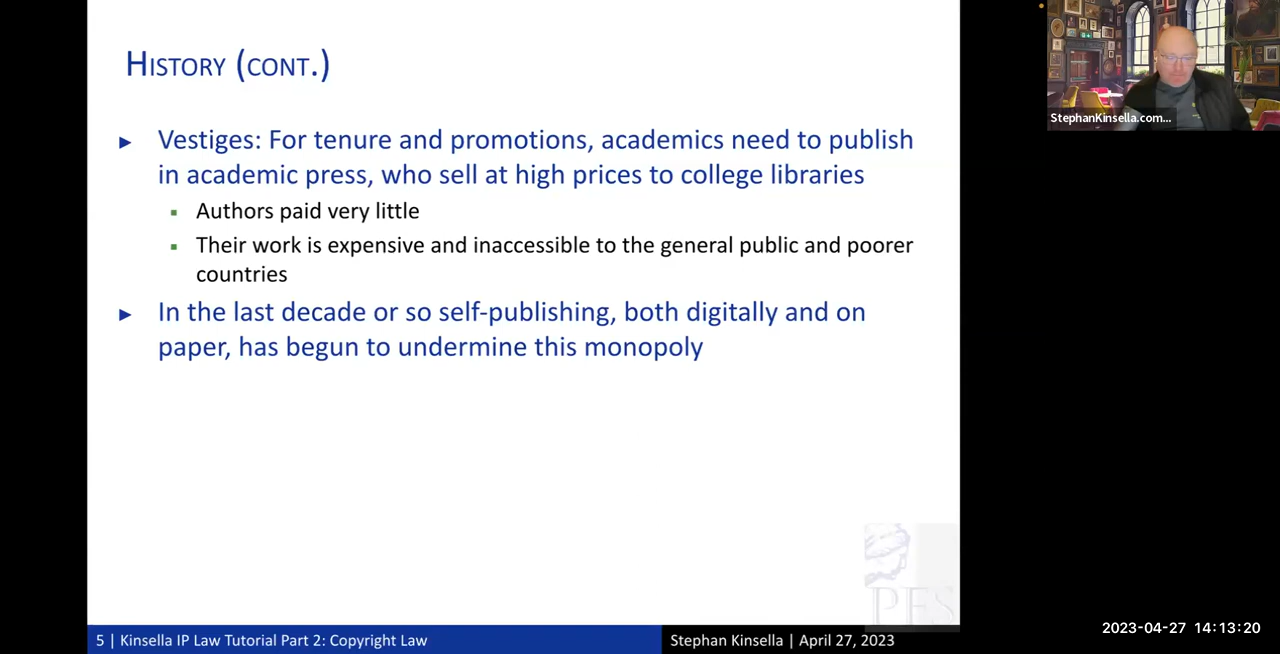 HISTORY (CONT.)
Vestiges: For tenure and promotions, academics need to publish
in academic press, who sell at high prices to college libraries
Authors paid very little
Their work is expensive and inaccessible to the general public and poorer
countries
In the last decade or so self-publishing, both digitally and on
paper, has begun to undermine this monopoly
PFS
5 | Kinsella IP Law Tutorial Part 2: Copyright Law
Stephan Kinsella | April 27, 2023
StephanKinsella.com...
2023-04-27 14:13:20